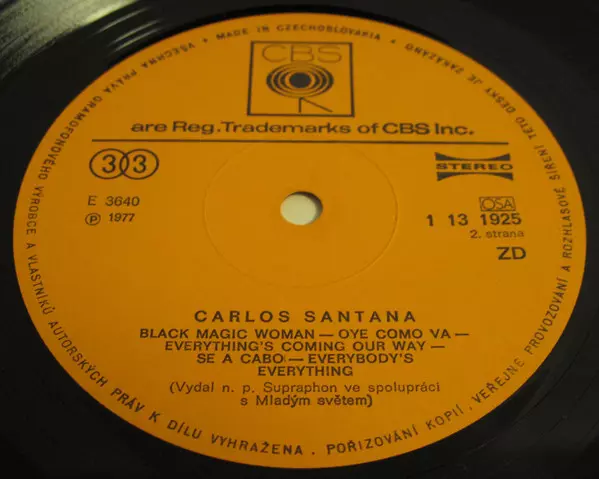 VŠECHNA PRÁVA GRAMOFONOVÉHO VÝROBCE A VLASTNÍKŮ AUTORSKÝCH PRÁV K DÍLU VYHRAŽENA. POŘIZOVÁNÍ KOPIÍ, VEŘEJNÉ PROVOZOVÁNÍ A ROZHLASOVÉ ŠÍŘENÍ TÉTO DESKY JE ZAKÁZÁNO • MADE IN CZECHOSLOVAKIA •
CBS
are Reg. Trademarks of CBS Inc.
33
STEREO
E 3640
Ⓟ 1977
OSA
1 13 1925
2. strana
ZD
CARLOS SANTANA
BLACK MAGIC WOMAN — OYE COMO VA —
EVERYTHING'S COMING OUR WAY —
SE A CABO — EVERYBODY'S
EVERYTHING
(Vydal n. p. Supraphon ve spolupráci
s Mladým světem)